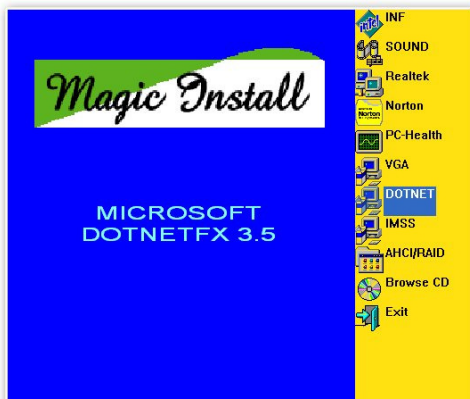 Magic Install
MICROSOFT
DOTNETFX 3.5
INF
SOUND
Realtek
Norton
PC-Health
VGA
DOTNET
IMSS
AHCI/RAID
Browse CD
Exit